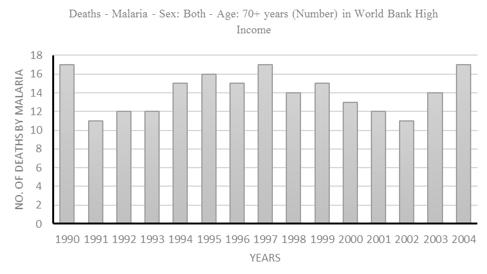 Deaths - Malaria - Sex: Both - Age: 70+ years (Number) in World Bank High
Income
NO. OF DEATHS BY MALARIA
18
16
14
12
10
8
6
4
2
0
1990 1991 1992 1993 1994 1995 1996 1997 1998 1999 2000 2001 2002 2003 2004
YEARS